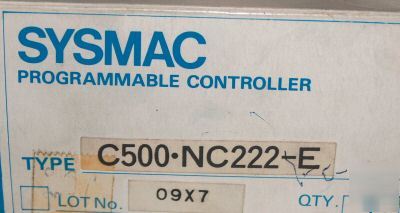 SYSMAC
PROGRAMMABLE CONTROLLER
TYPE C500·NC222-E
LOT No. 09X7 QTY.